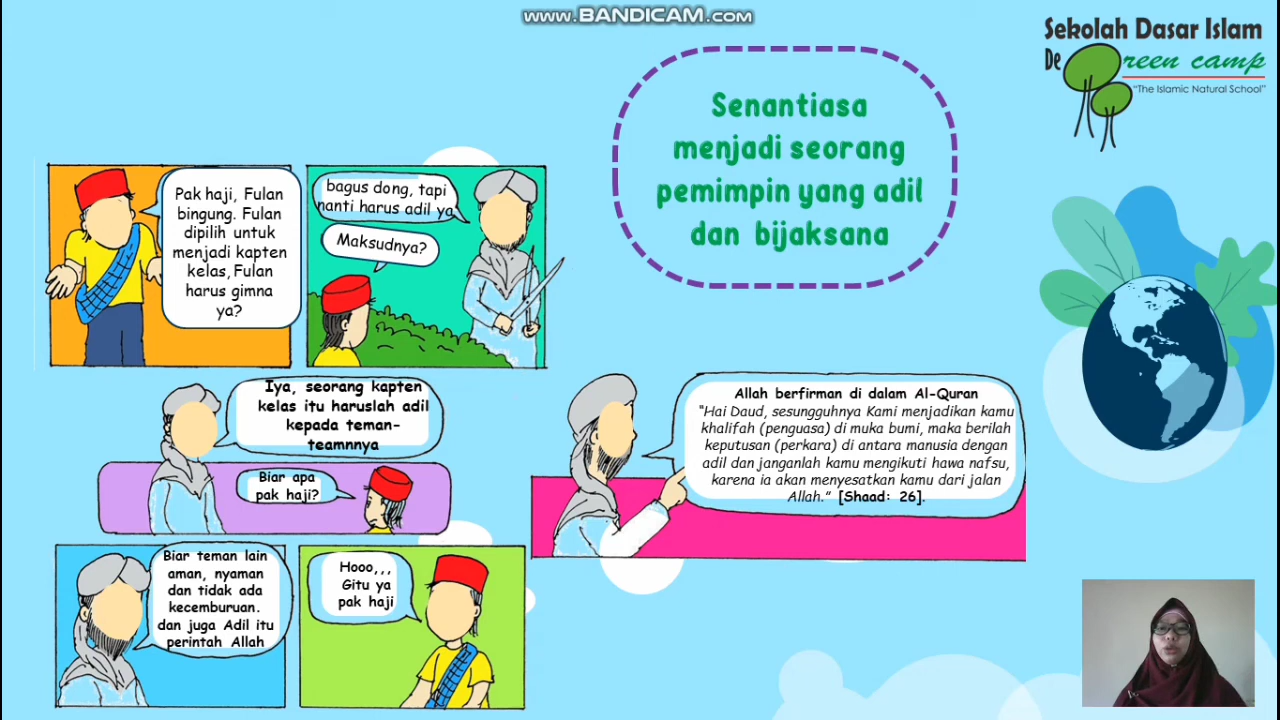 www.BANDICAM.com
Sekolah Dasar Islam
De Green camp
"The Islamic Natural School"
Senantiasa
menjadi seorang
pemimpin yang adil
dan bijaksana
Pak haji, Fulan
bingung. Fulan
dipilih untuk
menjadi kapten
kelas, Fulan
harus gimna
ya?
bagus dong, tapi
nanti harus adil ya
Maksudnya?
Iya, seorang kapten
kelas itu haruslah adil
kepada teman-
teamnnya
Biar apa
pak haji?
Allah berfirman di dalam Al-Quran
"Hai Daud, sesungguhnya Kami menjadikan kamu
khalifah (penguasa) di muka bumi, maka berilah
keputusan (perkara) di antara manusia dengan
adil dan janganlah kamu mengikuti hawa nafsu,
karena ia akan menyesatkan kamu dari jalan
Allah." [Shaad: 26].
Biar teman lain
aman, nyaman
dan tidak ada
kecemburuan.
dan juga Adil itu
perintah Allah
Hooo,,,
Gitu ya
pak haji